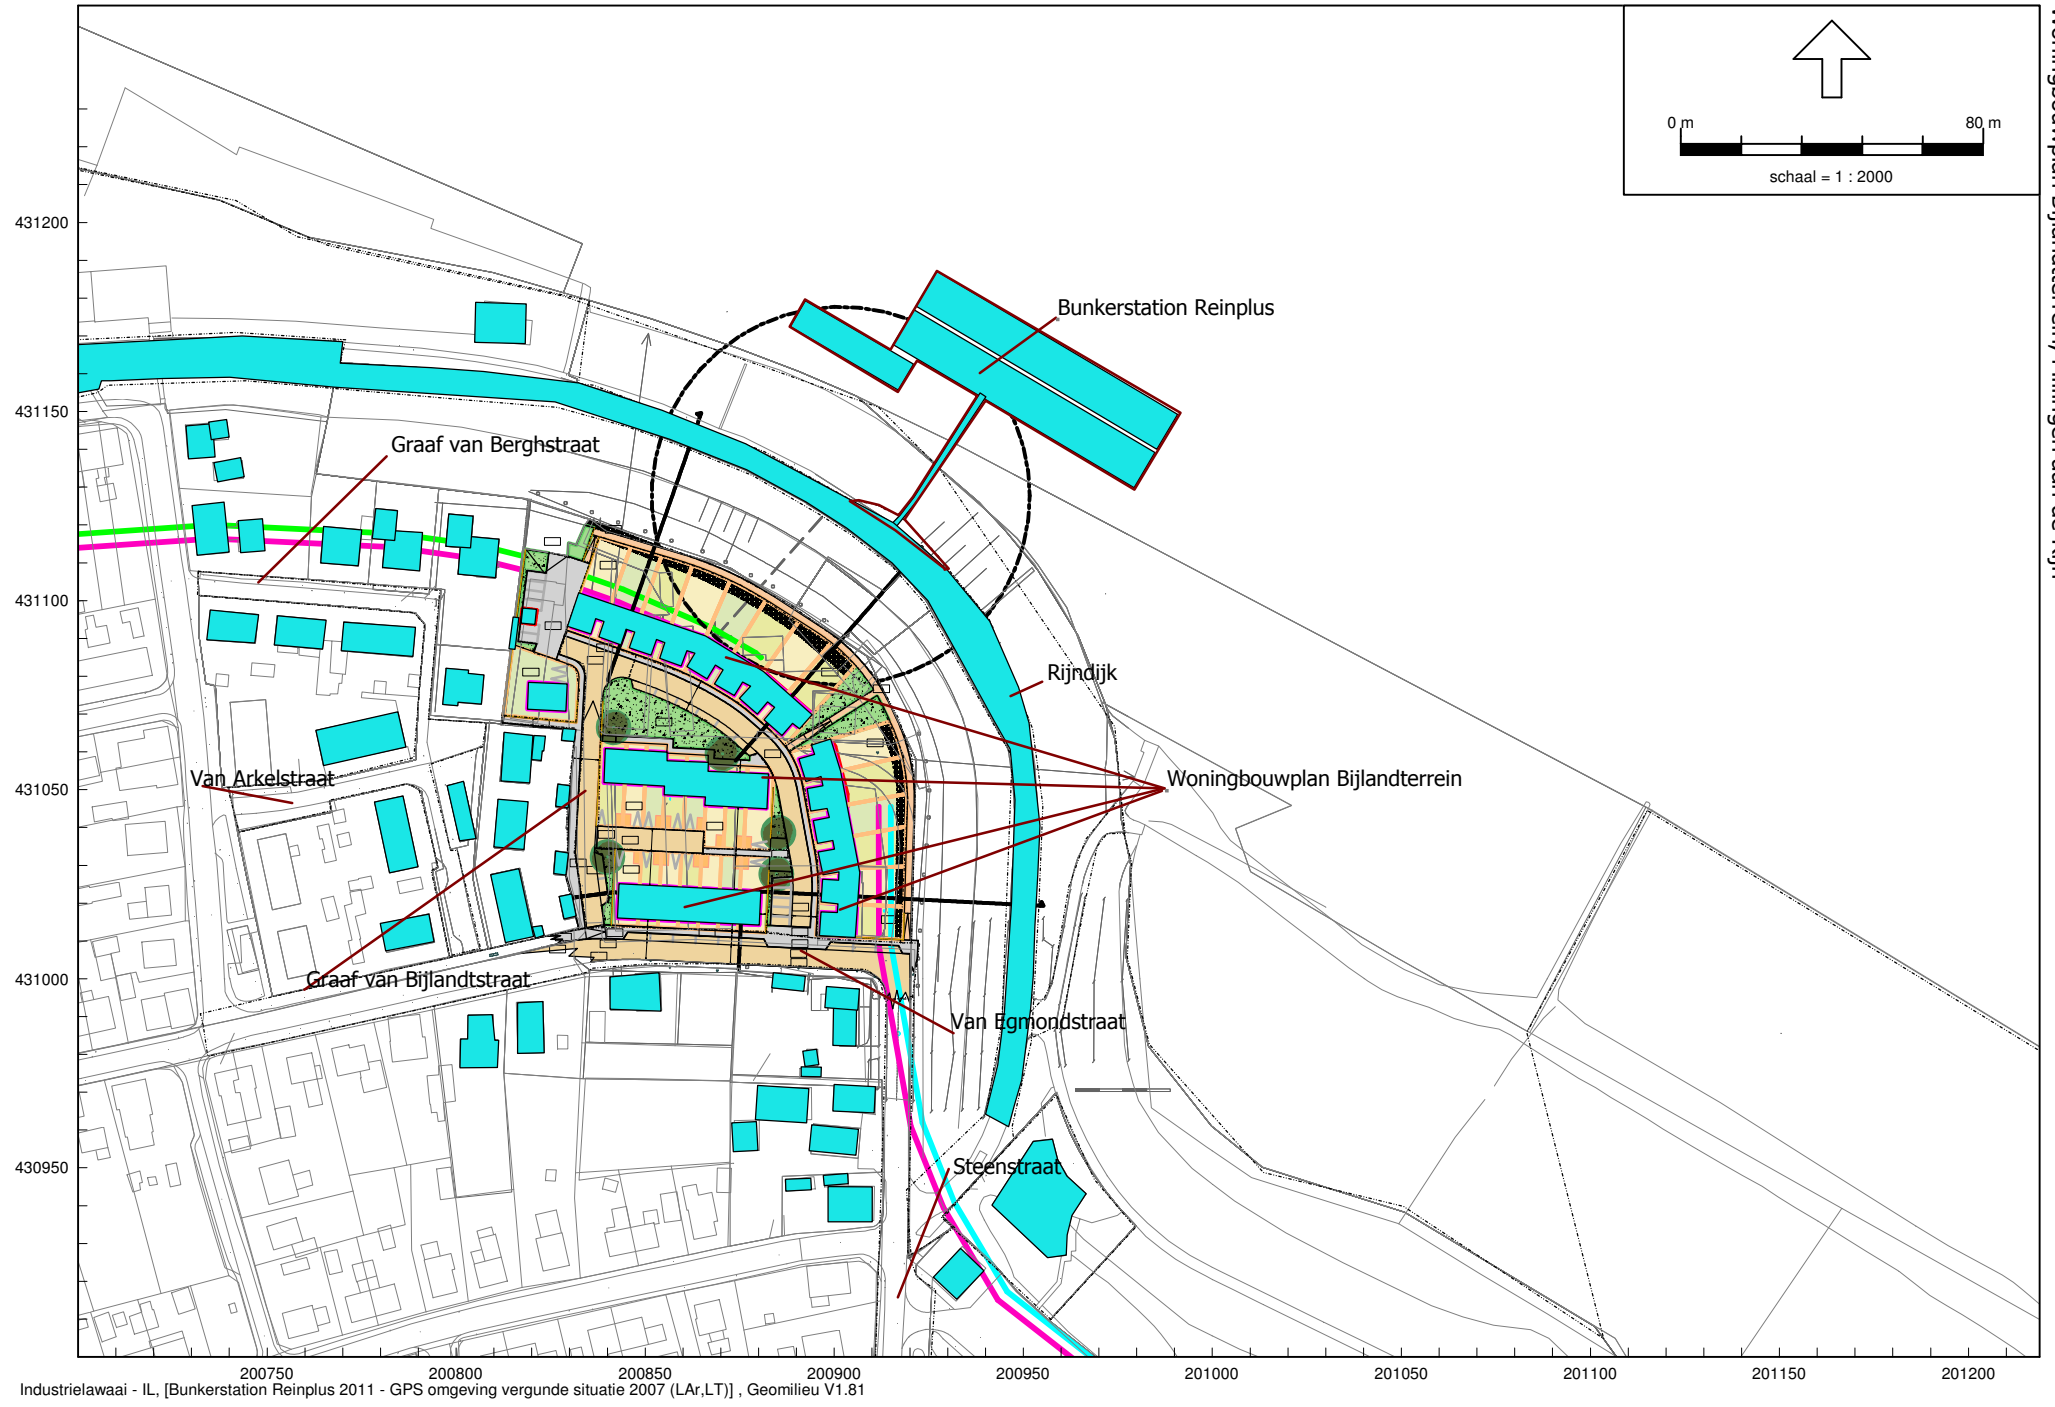 0 m 80 m
schaal = 1 : 2000
431200
Bunkerstation Reinplus
431150
Graaf van Berghstraat
431100
Rijndijk
431050
Van Arkelstraat
Woningbouwplan Bijlandterrein
431000
Graaf van Bijlandtstraat
Van Egmondstraat
430950
Steenstraat
200750 200800 200850 200900 200950 201000 201050 201100 201150 201200
Industrielawaai - IL, [Bunkerstation Reinplus 2011 - GPS omgeving vergunde situatie 2007 (LAr,LT)] , Geomilieu V1.81